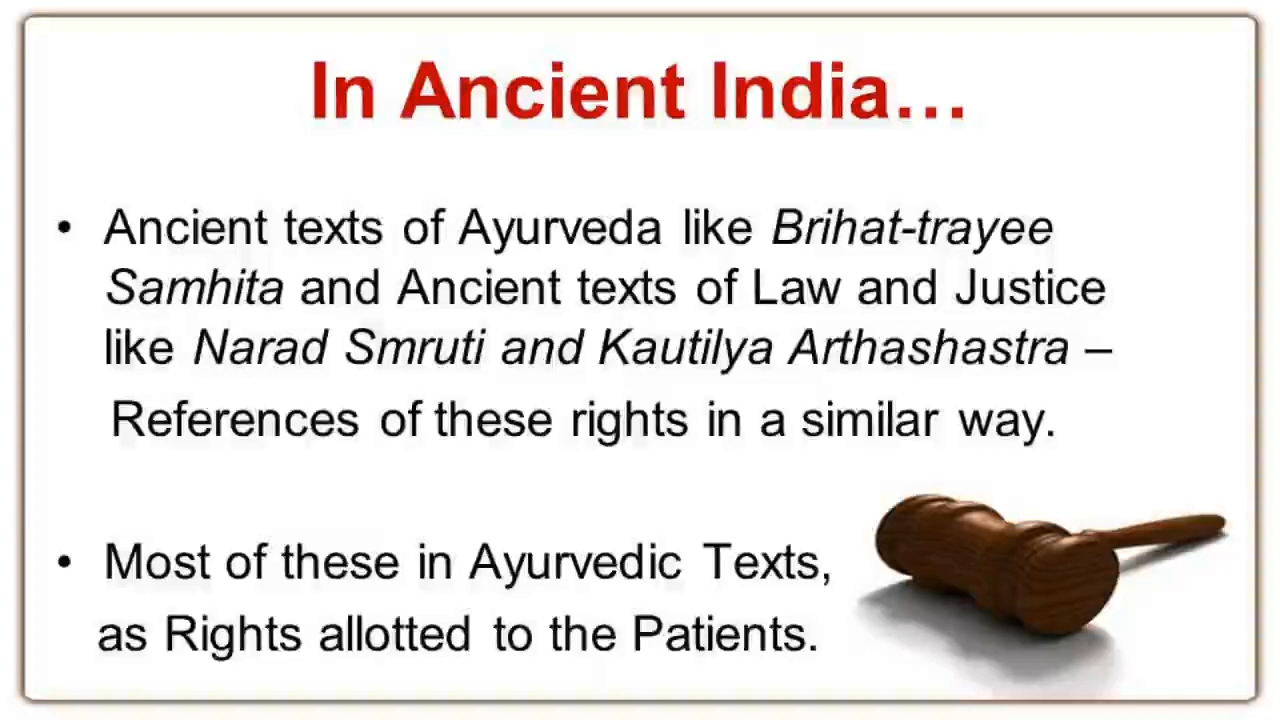 In Ancient India…
• Ancient texts of Ayurveda like Brihat-trayee
Samhita and Ancient texts of Law and Justice
like Narad Smruti and Kautilya Arthashastra –
References of these rights in a similar way.
• Most of these in Ayurvedic Texts,
as Rights allotted to the Patients.